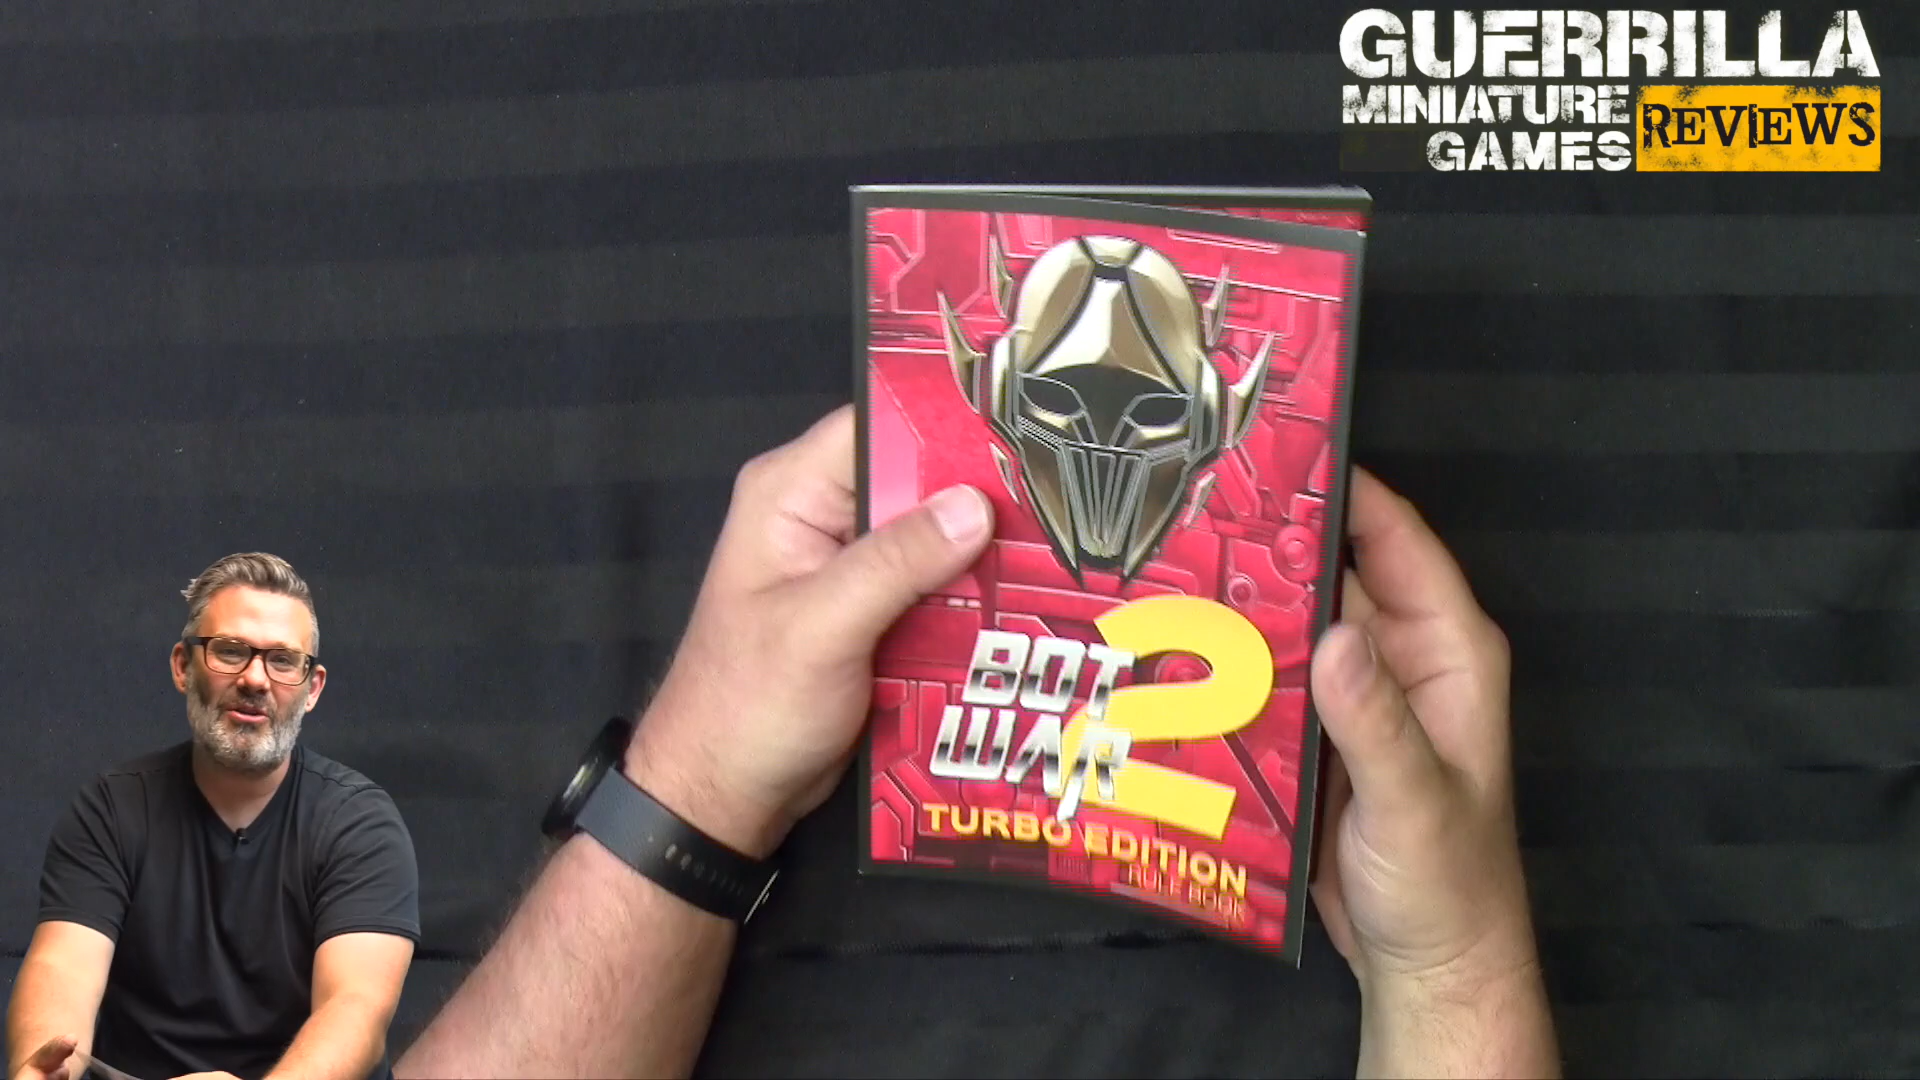 GUERRILLA
MINIATURE
GAMES
REVIEWS
BOT
WAR
2
TURBO EDITION
RULE BOOK